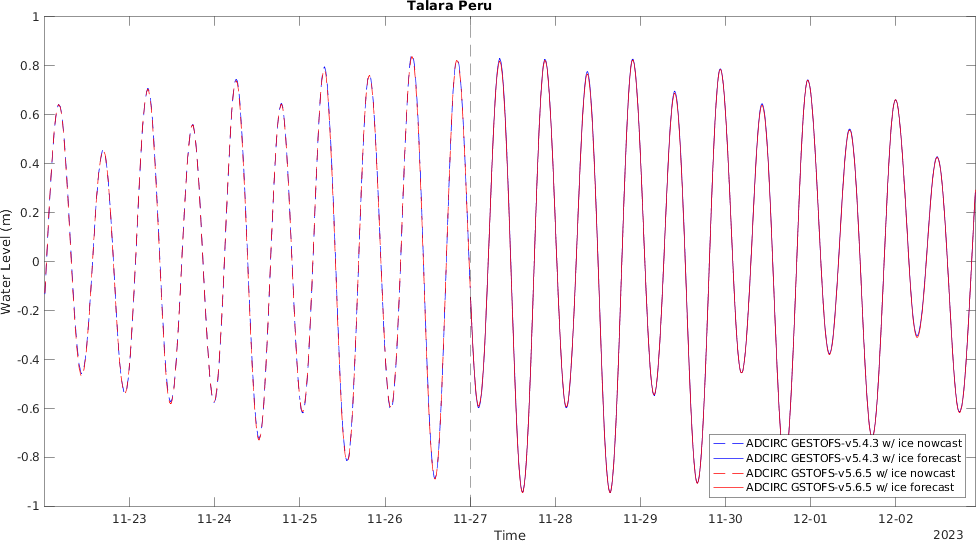 Talara Peru
1
0.8
0.6
0.4
0.2
0
-0.2
-0.4
-0.6
-0.8
-1
Water Level (m)
ADCIRC GESTOFS-v5.4.3 w/ ice nowcast
ADCIRC GESTOFS-v5.4.3 w/ ice forecast
ADCIRC GSTOFS-v5.6.5 w/ ice nowcast
ADCIRC GSTOFS-v5.6.5 w/ ice forecast
11-23 11-24 11-25 11-26 11-27 11-28 11-29 11-30 12-01 12-02
Time
2023